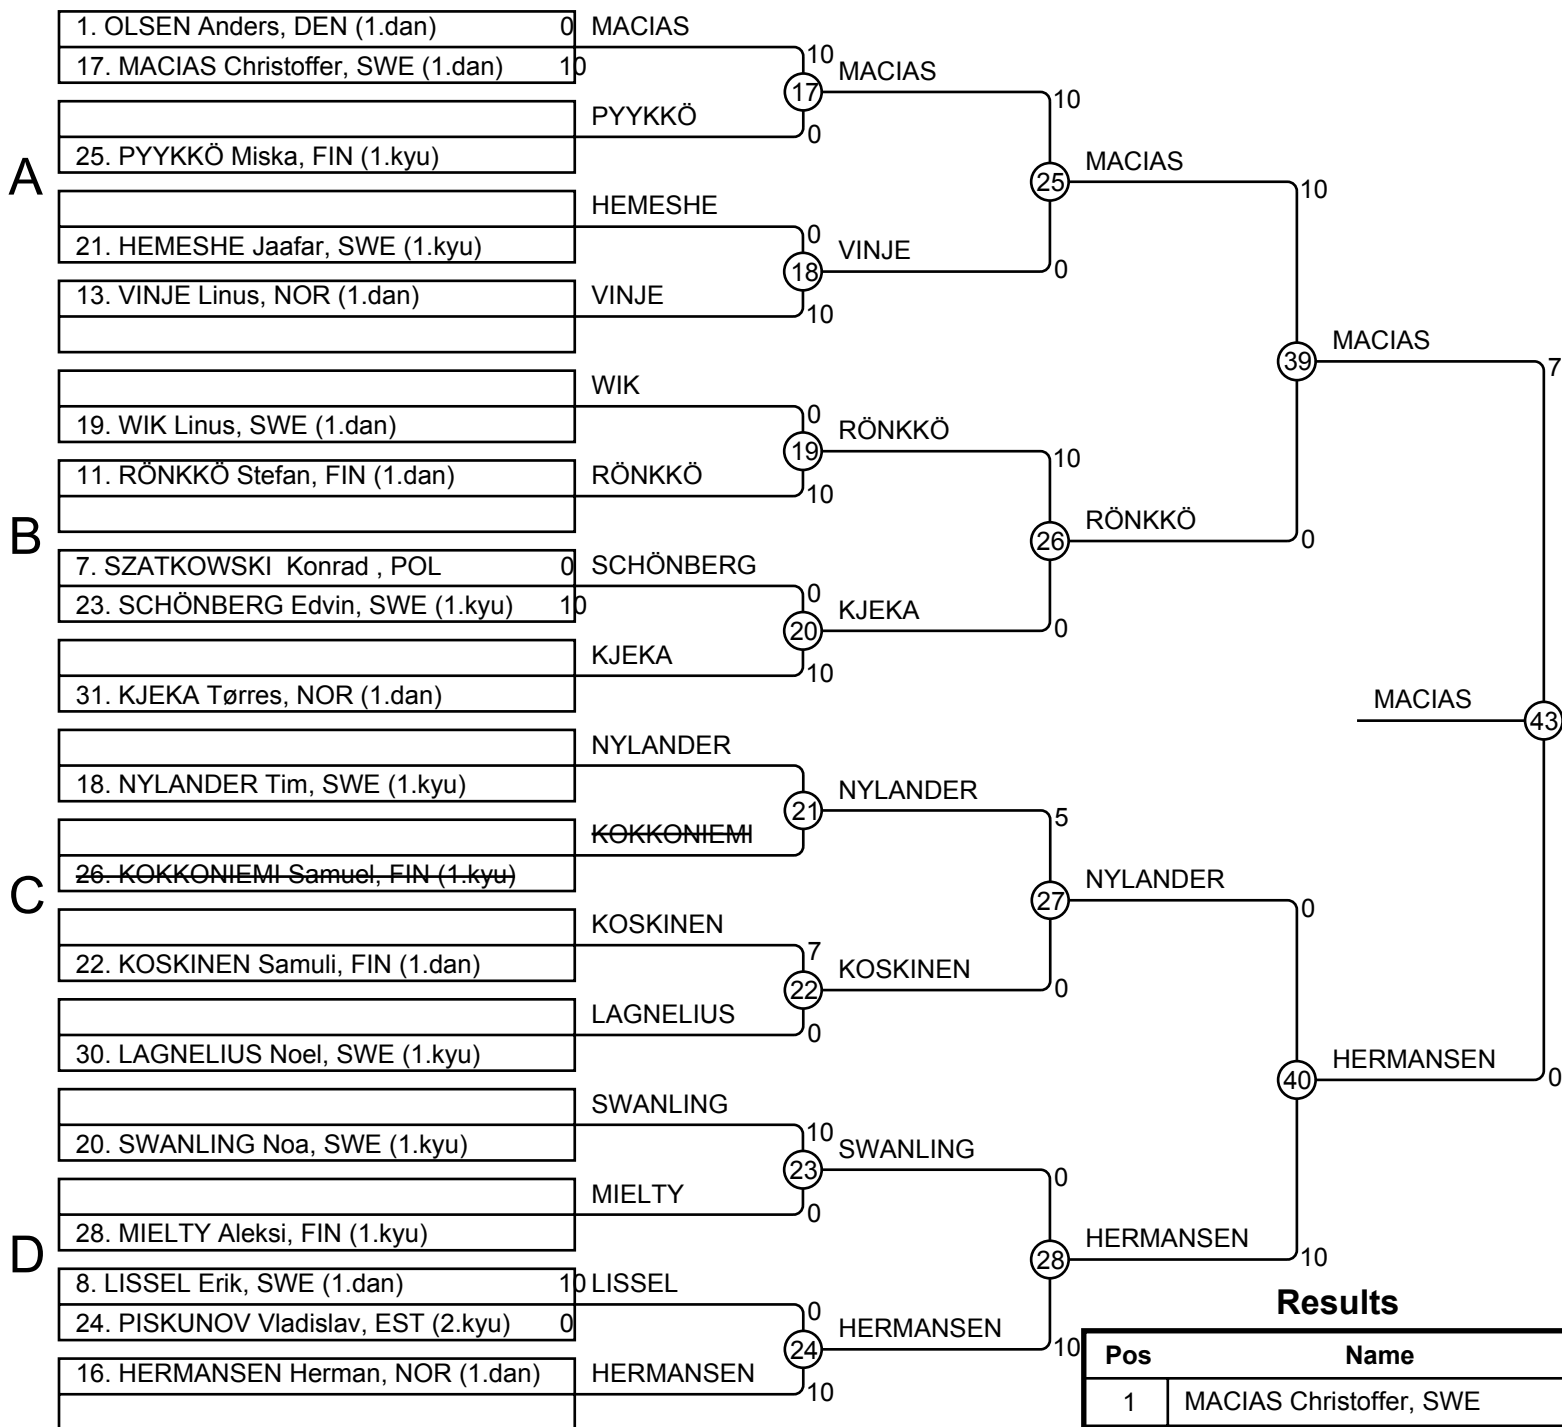 1. OLSEN Anders, DEN (1.dan) 0 MACIAS
10
17. MACIAS Christoffer, SWE (1.dan) 10
MACIAS
17
10
PYYKKÖ
0
25. PYYKKÖ Miska, FIN (1.kyu)
A
MACIAS
25
10
HEMESHE
0
21. HEMESHE Jaafar, SWE (1.kyu)
VINJE
18
0
13. VINJE Linus, NOR (1.dan) VINJE
10
MACIAS
39
7
WIK
0
19. WIK Linus, SWE (1.dan)
RÖNKKÖ
19
10
11. RÖNKKÖ Stefan, FIN (1.dan) RÖNKKÖ
10
B
RÖNKKÖ
26
0
7. SZATKOWSKI Konrad , POL 0 SCHÖNBERG
0
23. SCHÖNBERG Edvin, SWE (1.kyu) 10
KJEKA
20
0
KJEKA
10
31. KJEKA Tørres, NOR (1.dan)
MACIAS
43
NYLANDER
18. NYLANDER Tim, SWE (1.kyu)
NYLANDER
21
5
KOKKONIEMI
26. KOKKONIEMI Samuel, FIN (1.kyu)
C
NYLANDER
27
0
KOSKINEN
7
22. KOSKINEN Samuli, FIN (1.dan)
KOSKINEN
22
0
LAGNELIUS
0
30. LAGNELIUS Noel, SWE (1.kyu)
HERMANSEN
40
0
SWANLING
10
20. SWANLING Noa, SWE (1.kyu)
SWANLING
23
0
MIELTY
0
28. MIELTY Aleksi, FIN (1.kyu)
D
HERMANSEN
28
10
8. LISSEL Erik, SWE (1.dan) 10 LISSEL
0
24. PISKUNOV Vladislav, EST (2.kyu) 0
HERMANSEN
24
10
16. HERMANSEN Herman, NOR (1.dan) HERMANSEN
10
Results
Pos Name
1 MACIAS Christoffer, SWE